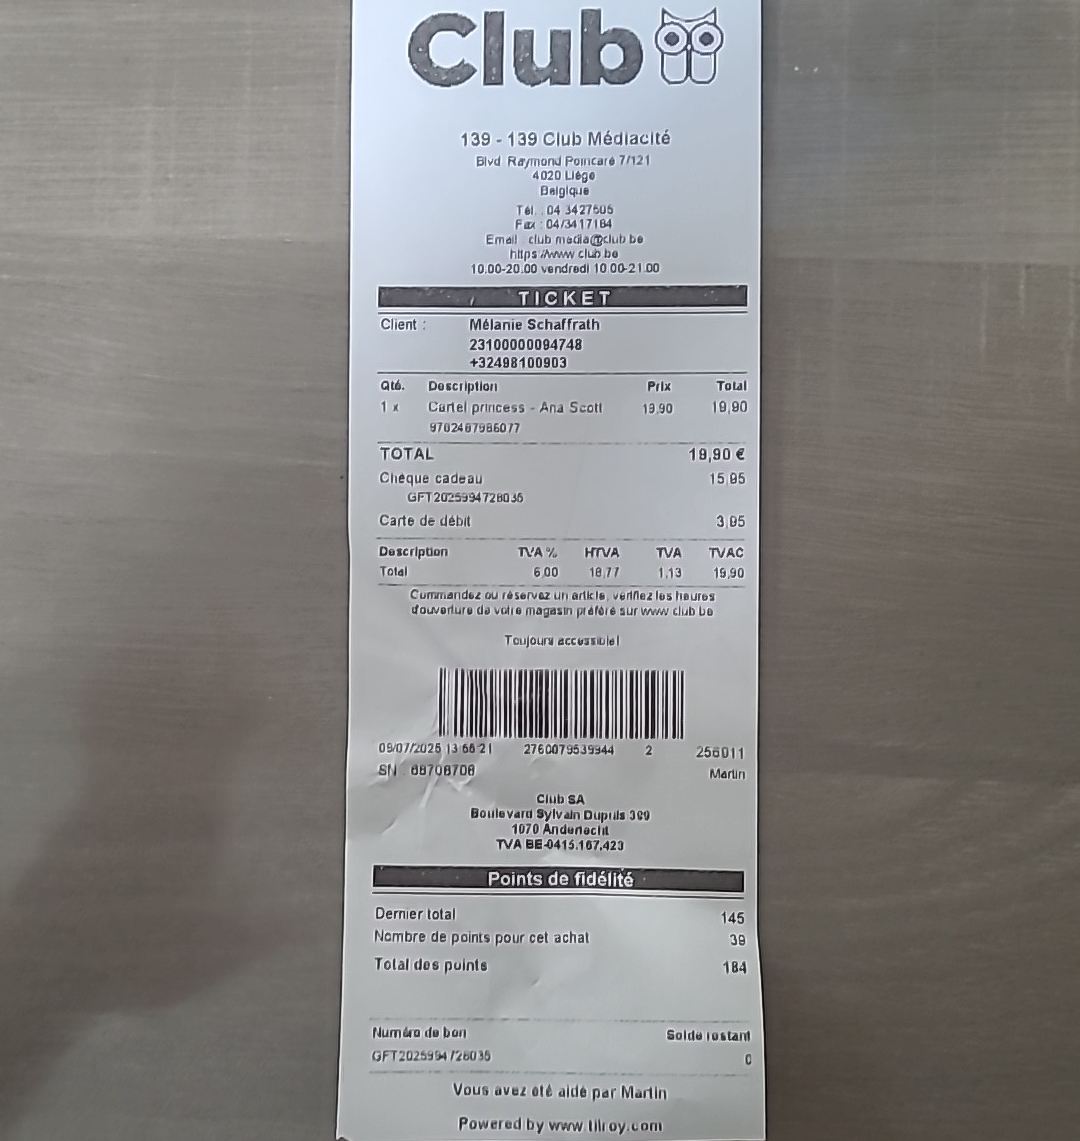 Club
139 - 139 Club Médiacité
Blvd Raymond Poincaré 7/121
4020 Liège
Belgique
Tél. : 04 3427505
Fax : 04/3417184
Email club media@club be
https://www club be
10.00-20.00 vendredi 10 00-21 00
TICKET
Client : Mélanie Schaffrath
23100000094748
+32498100903
Qté. Description Prix Total
1 x Cartel princess - Ana Scott 19,90 19,90
9782487986077
TOTAL 19,90 €
Chèque cadeau 15,95
GFT2025994728035
Carte de débit 3,95
Description TVA % HTVA TVA TVAC
Total 6,00 18,77 1,13 19,90
Commandez ou réservez un article, vérifiez les heures
d'ouverture de votre magasin préféré sur www club be
Toujours accessible!
09/07/2025 2760079539944 2 256011
SN : 88708708 Martin
Club SA
Boulevard Sylvain Dupuis 399
1070 Anderlecht
TVA BE-0415.167.423
Points de fidélité
Dernier total 145
Nombre de points pour cet achat 39
Total des points 184
Numéro de bon Solde restant
GFT2025994728035 0
Vous avez été aidé par Martin
Powered by www tilroy.com